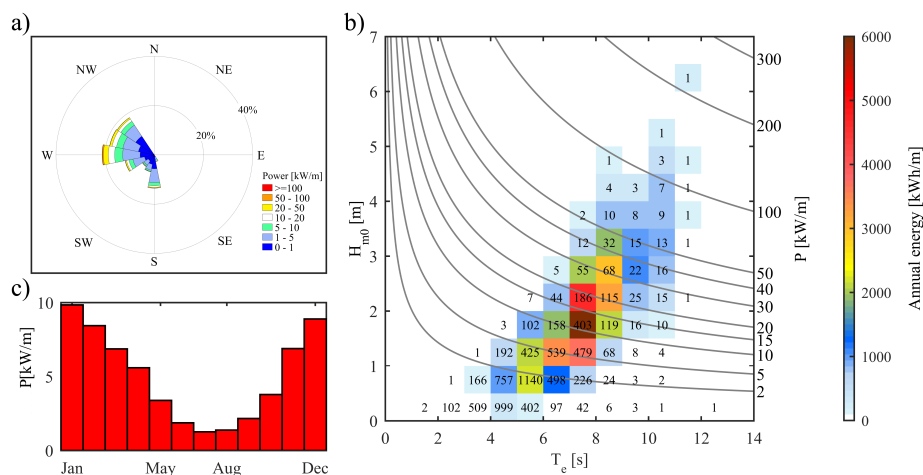 a)
N
NE
E
SE
S
SW
W
NW
20%
40%
Power [kW/m]
>=100
50 - 100
20 - 50
10 - 20
5 - 10
1 - 5
0 - 1
b)
7
6
5
4
3
2
1
0
H_m0 [m]
1
1
1 3 1
4 3 7 1
2 10 8 9 1
12 32 15 13 1
5 55 68 22 16
7 44 186 115 25 15 1
3 102 158 403 119 16 10
1 192 425 539 479 68 8 4
1 166 757 1140 498 226 24 3 2
2 102 509 999 402 97 42 6 3 1 1
0 2 4 6 8 10 12 14
T_e [s]
300
200
100
50
40
30
20
15
10
5
2
P [kW/m]
6000
5000
4000
3000
2000
1000
0
Annual energy [kWh/m]
c)
10
5
0
P[kW/m]
Jan May Aug Dec